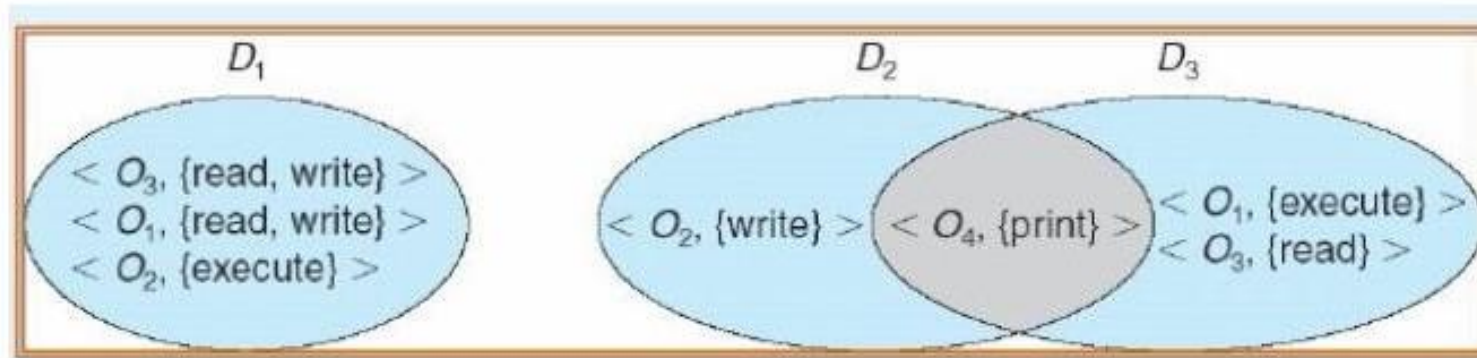 D₁
D₂ D₃
< O₃, {read, write} >
< O₁, {read, write} >
< O₂, {execute} >
< O₂, {write} >
< O₄, {print} >
< O₁, {execute} >
< O₃, {read} >